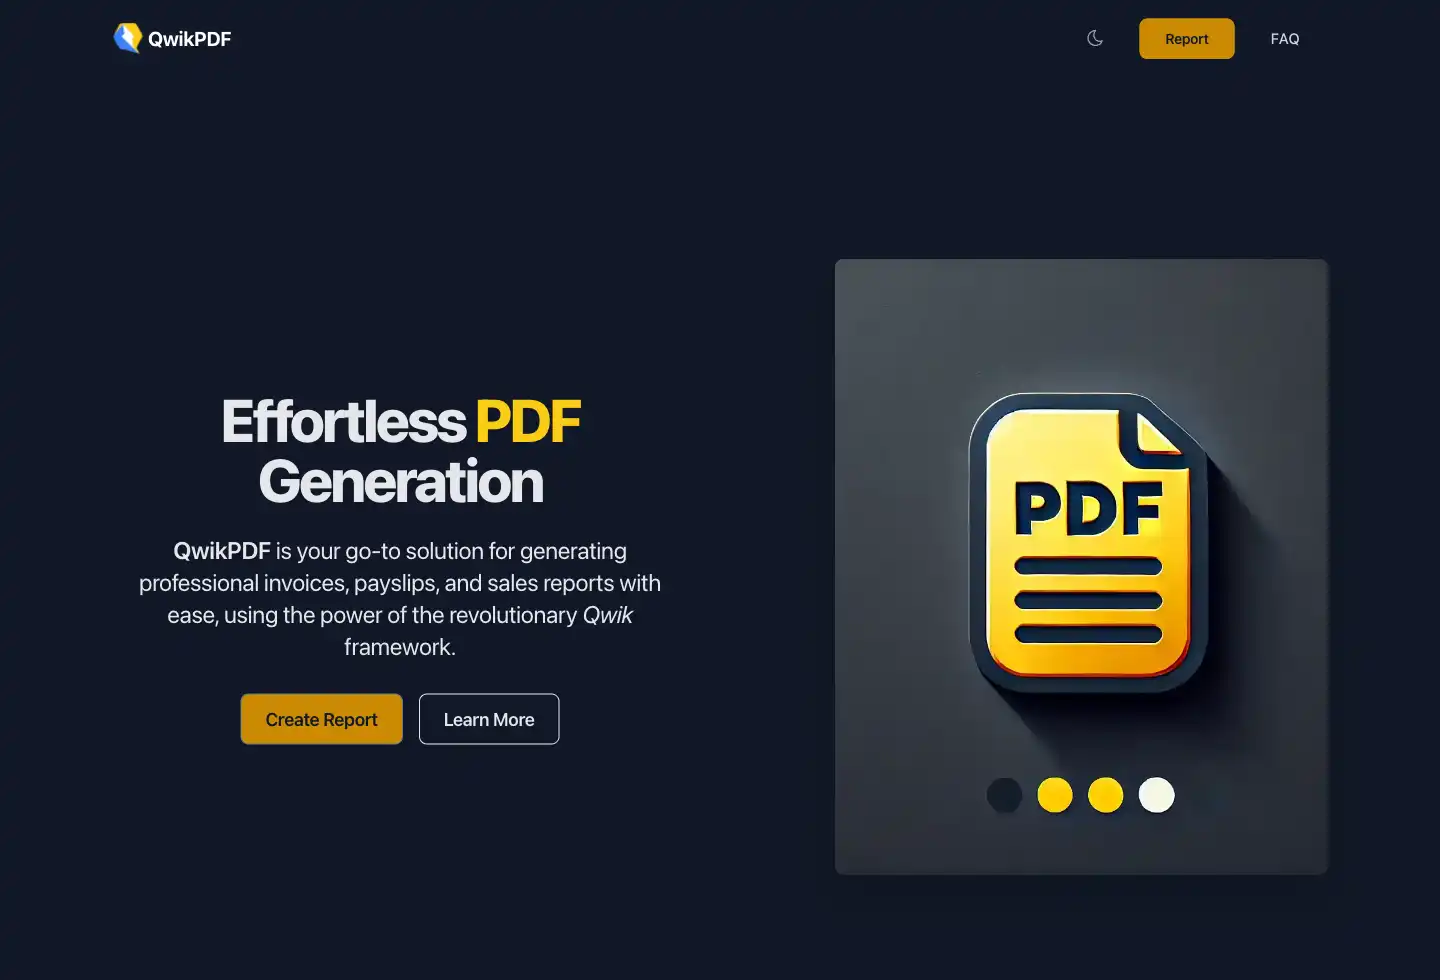 QwikPDF
Report
FAQ
Effortless PDF
Generation
QwikPDF is your go-to solution for generating
professional invoices, payslips, and sales reports with
ease, using the power of the revolutionary Qwik
framework.
Create Report
Learn More
PDF